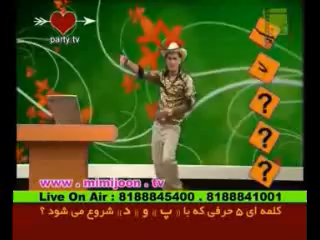 party.tv
د
?
?
?
www . mimijoon . tv
Live On Air : 8188845400 . 8188841001
کلمه ای ۵ حرفی که با « پ » و « د » شروع می شود ؟